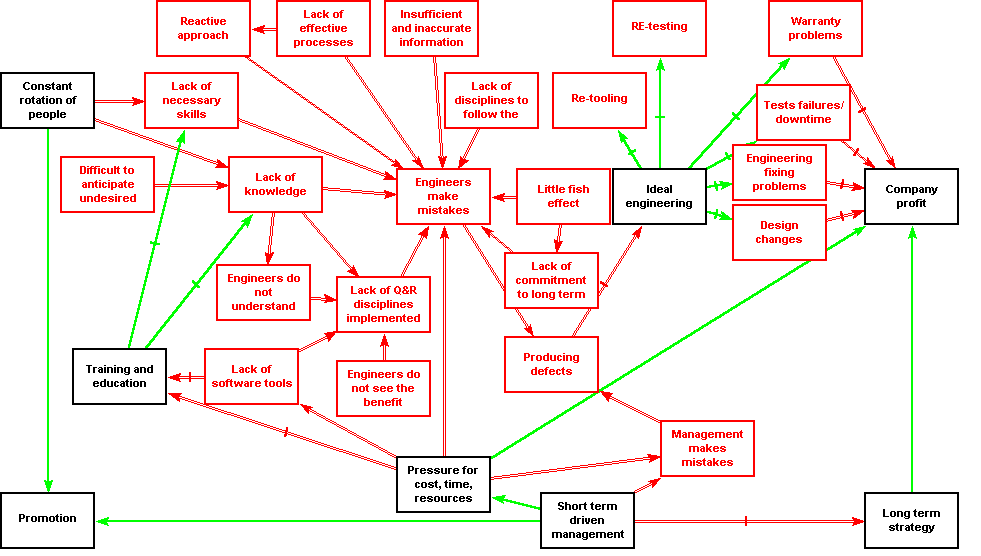 Reactive
approach
Lack of
effective
processes
Insufficient
and inaccurate
information
RE-testing
Warranty
problems
Constant
rotation of
people
Lack of
necessary
skills
Lack of
disciplines to
follow the
Re-tooling
Tests failures/
downtime
Difficult to
anticipate
undesired
Lack of
knowledge
Engineers
make
mistakes
Little fish
effect
Ideal
engineering
Engineering
fixing
problems
Company
profit
Design
changes
Engineers do
not
understand
Lack of Q&R
disciplines
implemented
Lack of
commitment
to long term
Training and
education
Lack of
software tools
Engineers do
not see the
benefit
Producing
defects
Management
makes
mistakes
Pressure for
cost, time,
resources
Promotion
Short term
driven
management
Long term
strategy